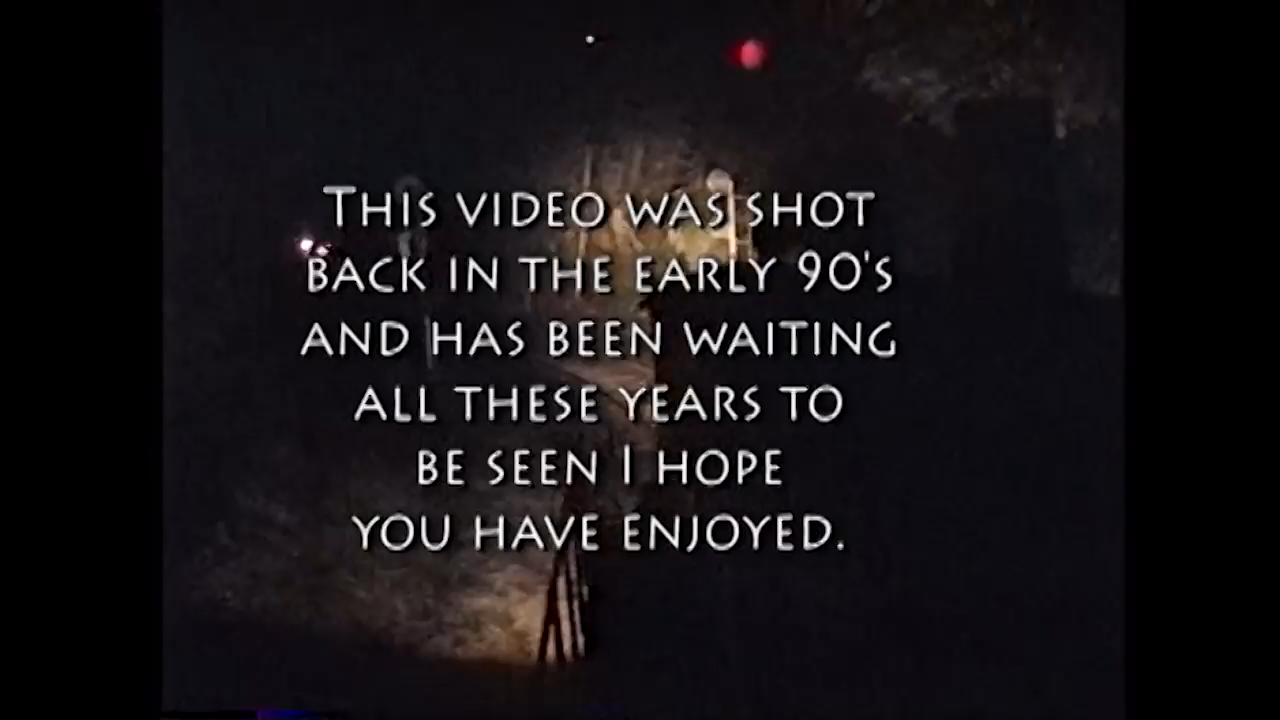 THIS VIDEO WAS SHOT
BACK IN THE EARLY 90'S
AND HAS BEEN WAITING
ALL THESE YEARS TO
BE SEEN I HOPE
YOU HAVE ENJOYED.